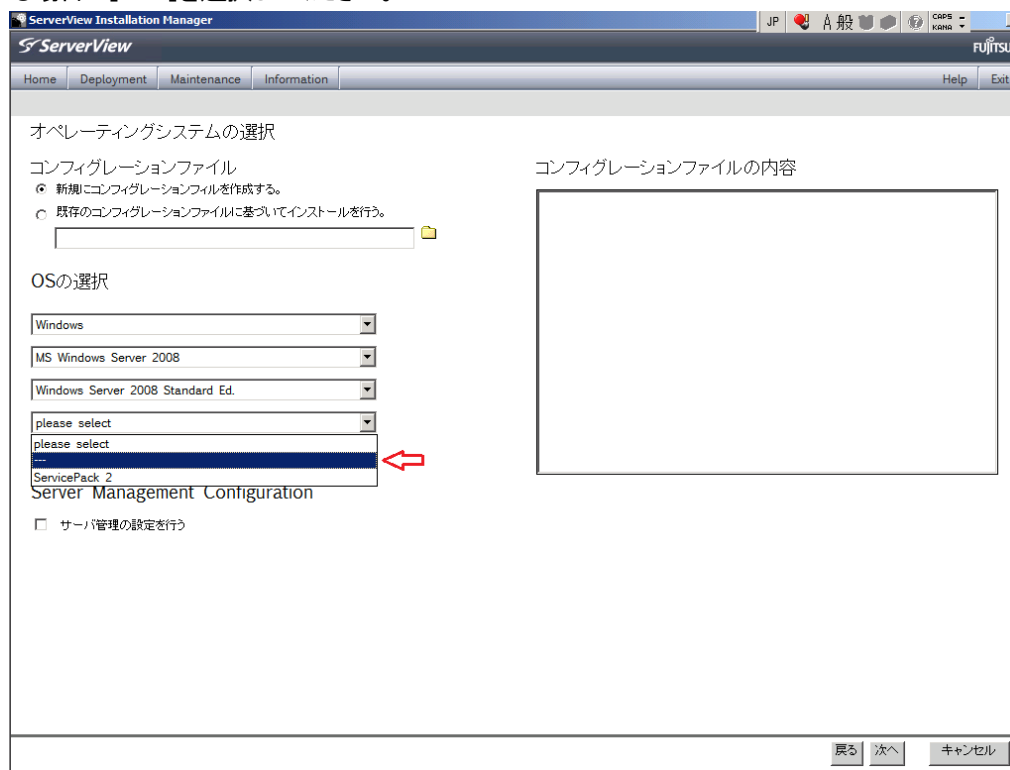 ServerView Installation Manager
JP A 般 CAPS KANA
ServerView
FUJITSU
Home Deployment Maintenance Information Help Exit
オペレーティングシステムの選択
コンフィグレーションファイル
新規にコンフィグレーションフィルを作成する。
既存のコンフィグレーションファイルに基づいてインストールを行う。
コンフィグレーションファイルの内容
OSの選択
Windows
MS Windows Server 2008
Windows Server 2008 Standard Ed.
please select
please select
---
ServicePack 2
Server Management Configuration
サーバ管理の設定を行う
戻る 次へ キャンセル